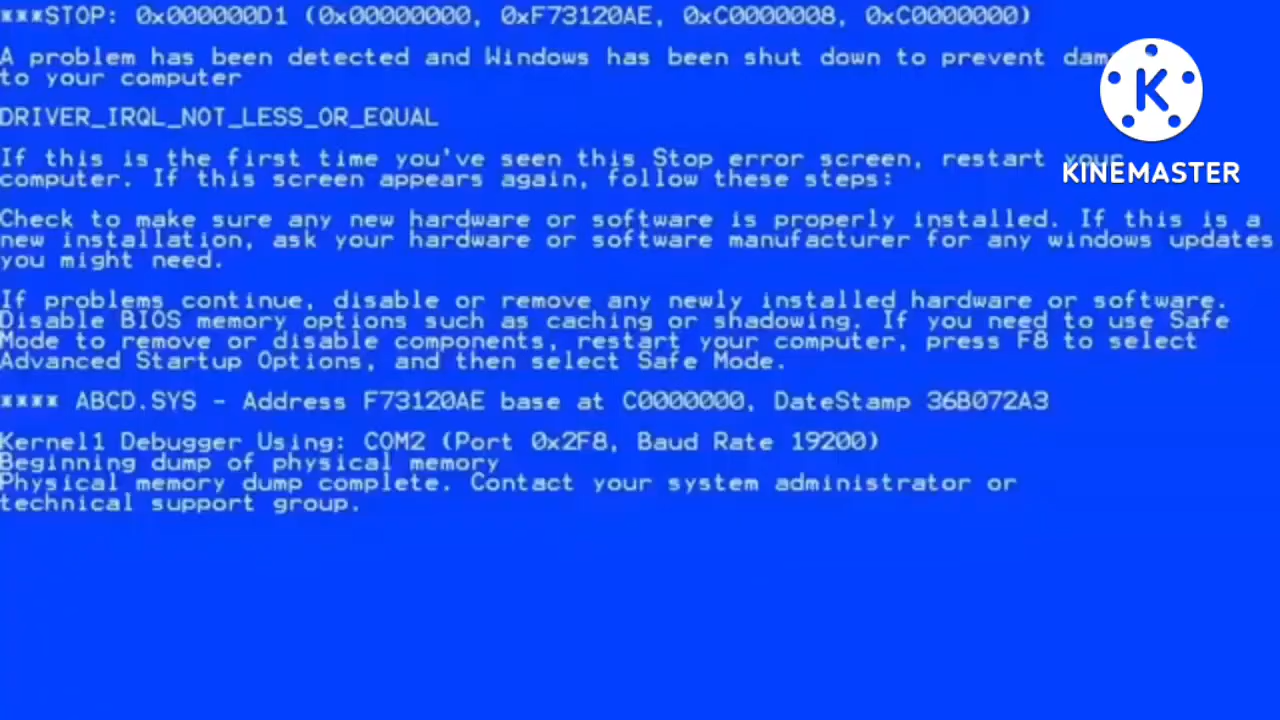 ***STOP: 0x000000D1 (0x00000000, 0xF73120AE, 0xC0000008, 0xC0000000)
A problem has been detected and Windows has been shut down to prevent dam
to your computer
DRIVER_IRQL_NOT_LESS_OR_EQUAL
If this is the first time you've seen this Stop error screen, restart your
computer. If this screen appears again, follow these steps:
Check to make sure any new hardware or software is properly installed. If this is a
new installation, ask your hardware or software manufacturer for any windows updates
you might need.
If problems continue, disable or remove any newly installed hardware or software.
Disable BIOS memory options such as caching or shadowing. If you need to use Safe
Mode to remove or disable components, restart your computer, press F8 to select
Advanced Startup Options, and then select Safe Mode.
**** ABCD.SYS - Address F73120AE base at C0000000, DateStamp 36B072A3
Kernel1 Debugger Using: COM2 (Port 0x2F8, Baud Rate 19200)
Beginning dump of physical memory
Physical memory dump complete. Contact your system administrator or
technical support group.
K
KINEMASTER